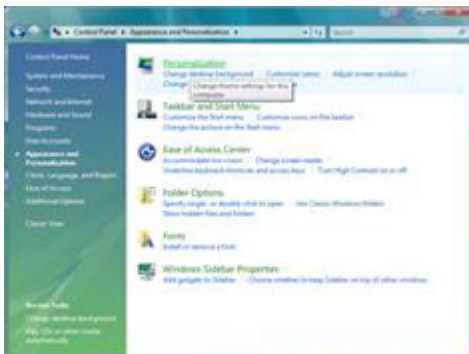 Control Panel ▸ Appearance and Personalization ▸
Search
Control Panel Home
System and Maintenance
Security
Network and Internet
Hardware and Sound
Programs
User Accounts
Appearance and
Personalization
Clock, Language, and Region
Ease of Access
Additional Options
Classic View
Recent Tasks
Change desktop background
Play CDs or other media
automatically
Personalization
Change desktop background
Customize colors
Adjust screen resolution
Change
Change theme settings for this
computer.
Taskbar and Start Menu
Customize the Start menu
Customize icons on the taskbar
Change the picture on the Start menu
Ease of Access Center
Accommodate low vision
Change screen reader
Underline keyboard shortcuts and access keys
Turn High Contrast on or off
Folder Options
Specify single- or double-click to open
Use Classic Windows folders
Show hidden files and folders
Fonts
Install or remove a font
Windows Sidebar Properties
Add gadgets to Sidebar
Choose whether to keep Sidebar on top of other windows